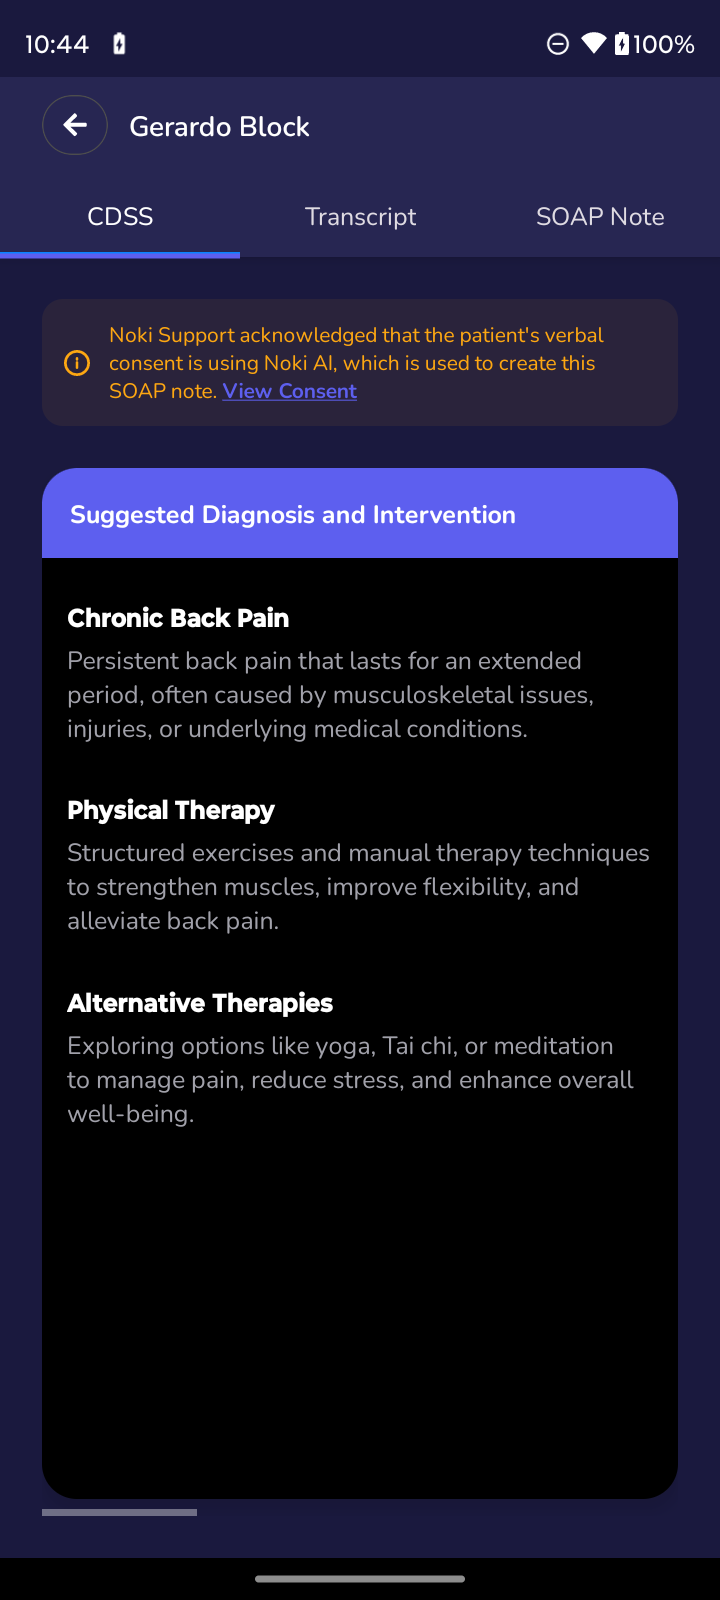 10:44
100%
Gerardo Block
CDSS
Transcript
SOAP Note
Noki Support acknowledged that the patient's verbal
consent is using Noki AI, which is used to create this
SOAP note. View Consent
Suggested Diagnosis and Intervention
Chronic Back Pain
Persistent back pain that lasts for an extended
period, often caused by musculoskeletal issues,
injuries, or underlying medical conditions.
Physical Therapy
Structured exercises and manual therapy techniques
to strengthen muscles, improve flexibility, and
alleviate back pain.
Alternative Therapies
Exploring options like yoga, Tai chi, or meditation
to manage pain, reduce stress, and enhance overall
well-being.